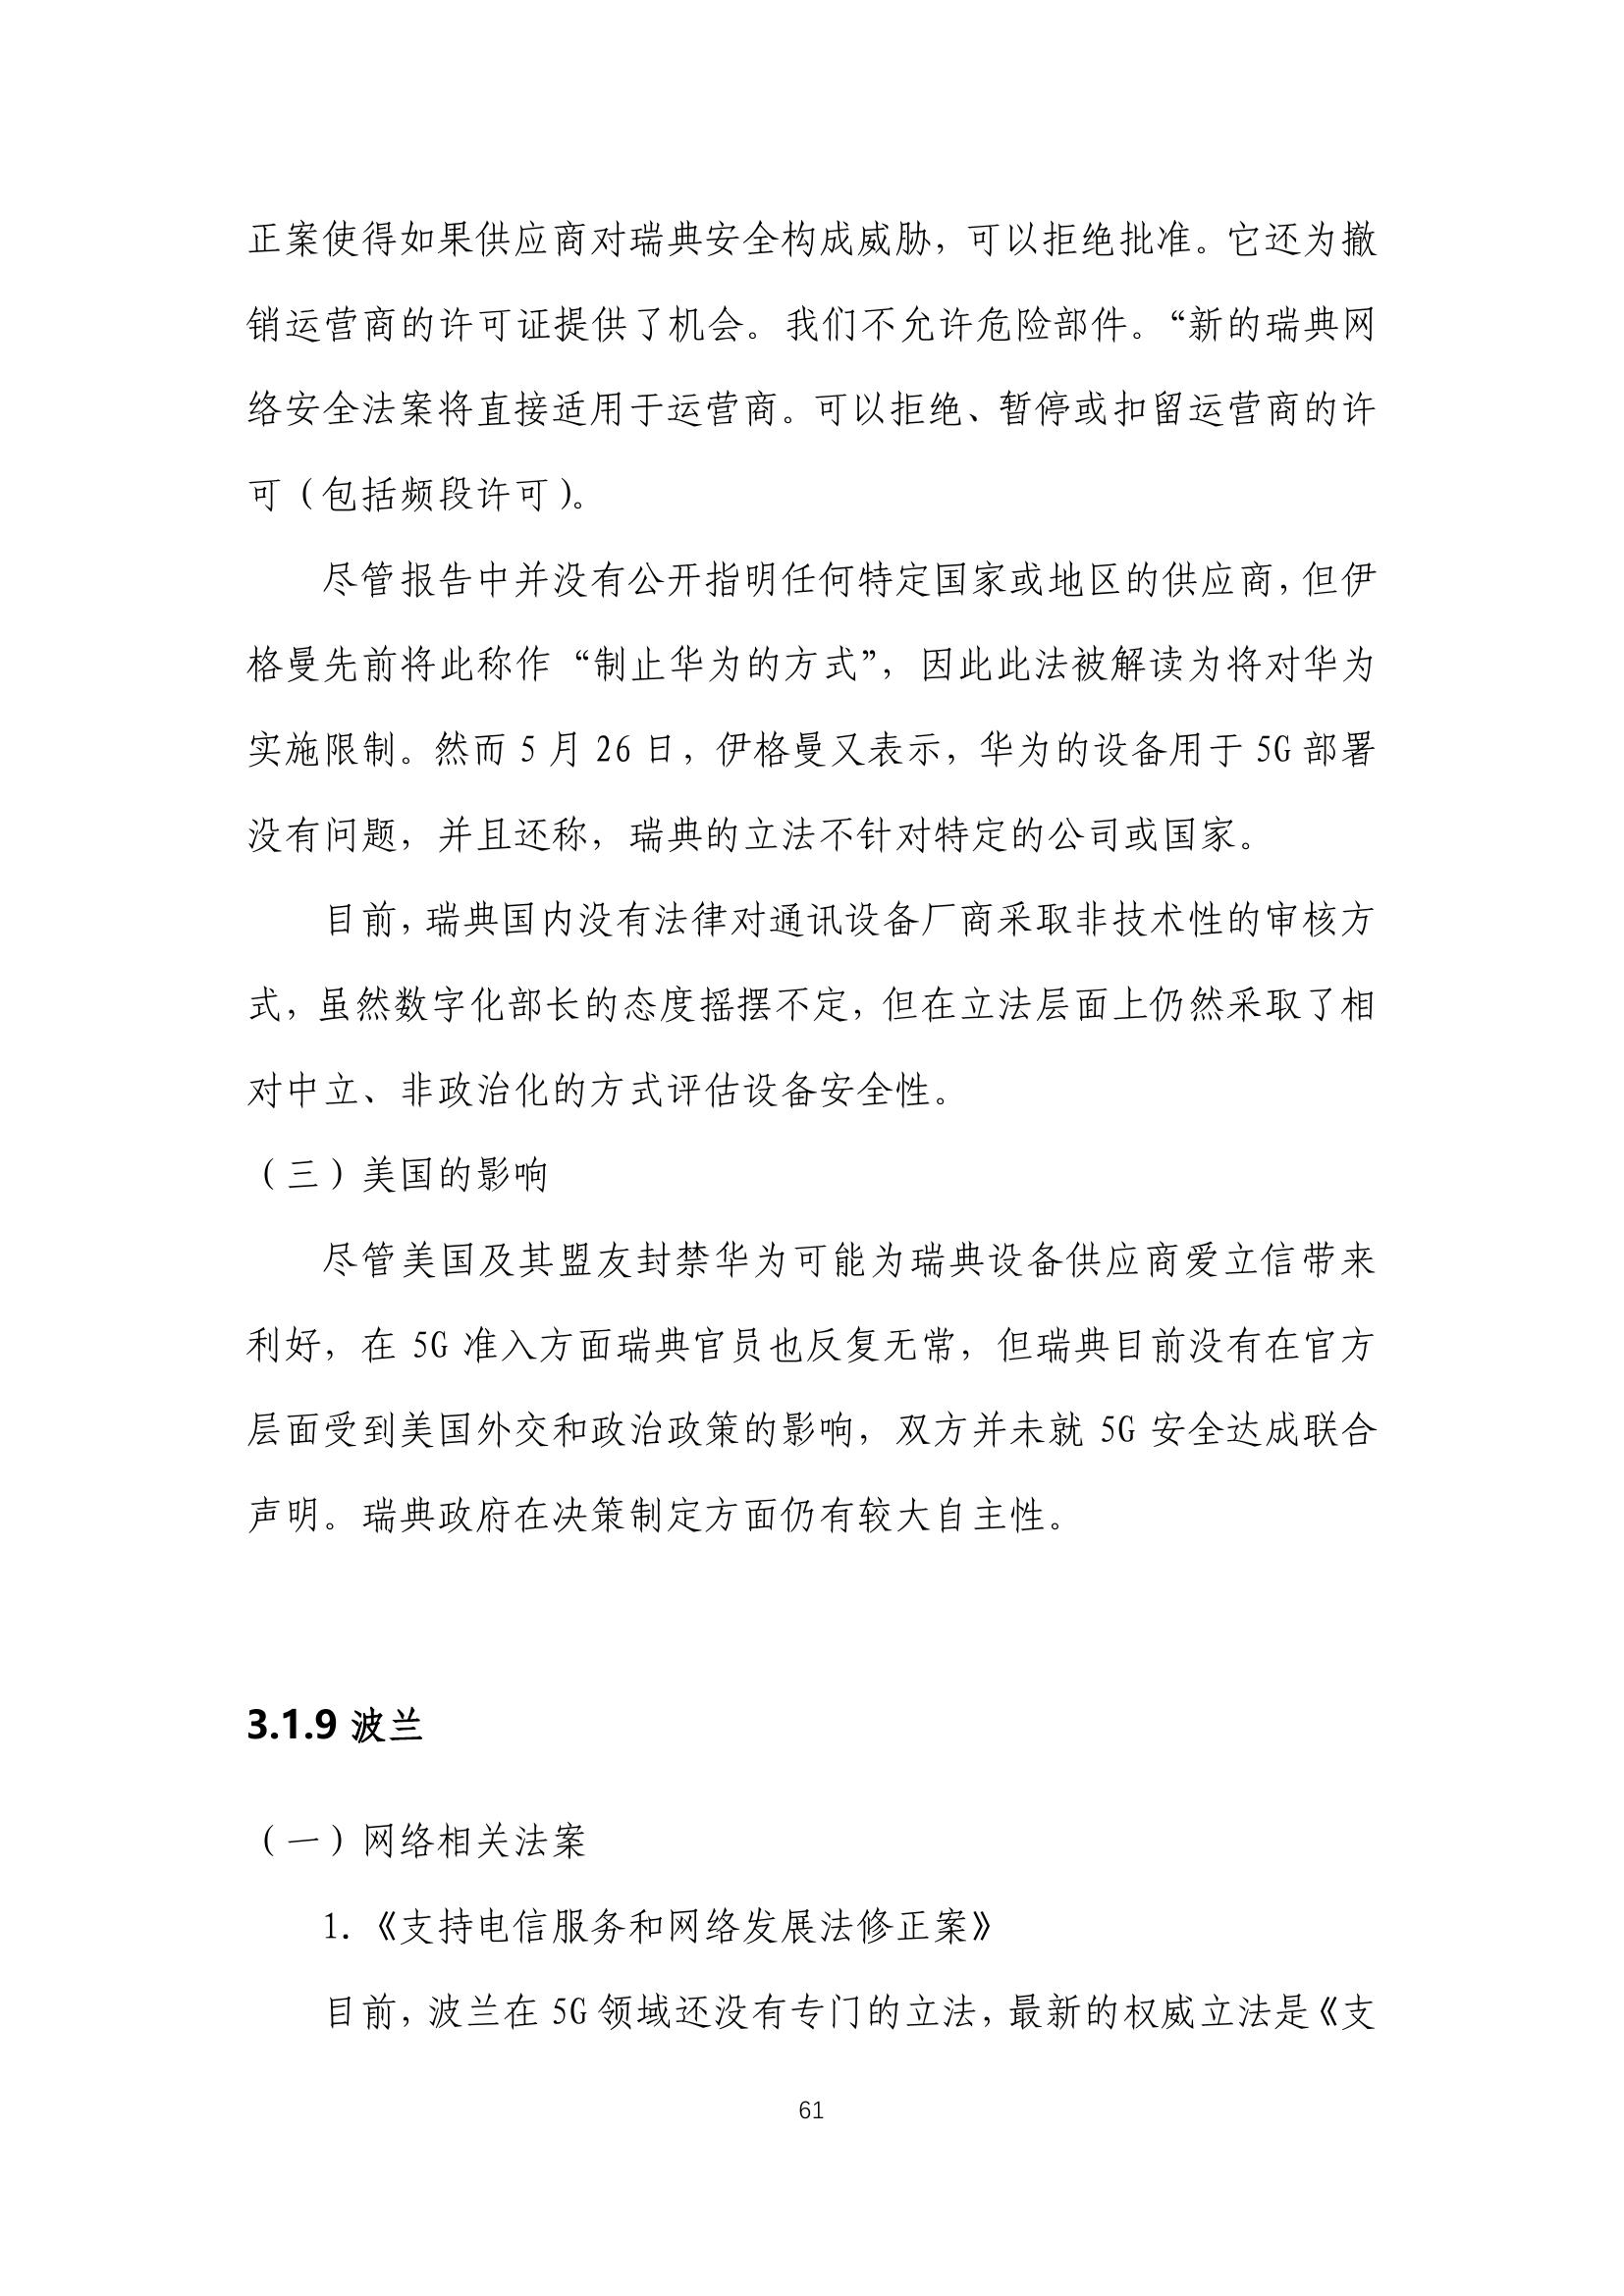 正案使得如果供应商对瑞典安全构成威胁，可以拒绝批准。它还为撤
销运营商的许可证提供了机会。我们不允许危险部件。“新的瑞典网
络安全法案将直接适用于运营商。可以拒绝、暂停或扣留运营商的许
可（包括频段许可）。
尽管报告中并没有公开指明任何特定国家或地区的供应商，但伊
格曼先前将此称作“制止华为的方式”，因此此法被解读为将对华为
实施限制。然而 5 月 26 日，伊格曼又表示，华为的设备用于 5G 部署
没有问题，并且还称，瑞典的立法不针对特定的公司或国家。
目前，瑞典国内没有法律对通讯设备厂商采取非技术性的审核方
式，虽然数字化部长的态度摇摆不定，但在立法层面上仍然采取了相
对中立、非政治化的方式评估设备安全性。
（三）美国的影响
尽管美国及其盟友封禁华为可能为瑞典设备供应商爱立信带来
利好，在 5G 准入方面瑞典官员也反复无常，但瑞典目前没有在官方
层面受到美国外交和政治政策的影响，双方并未就 5G 安全达成联合
声明。瑞典政府在决策制定方面仍有较大自主性。
3.1.9 波兰
（一）网络相关法案
1.《支持电信服务和网络发展法修正案》
目前，波兰在 5G 领域还没有专门的立法，最新的权威立法是《支
61